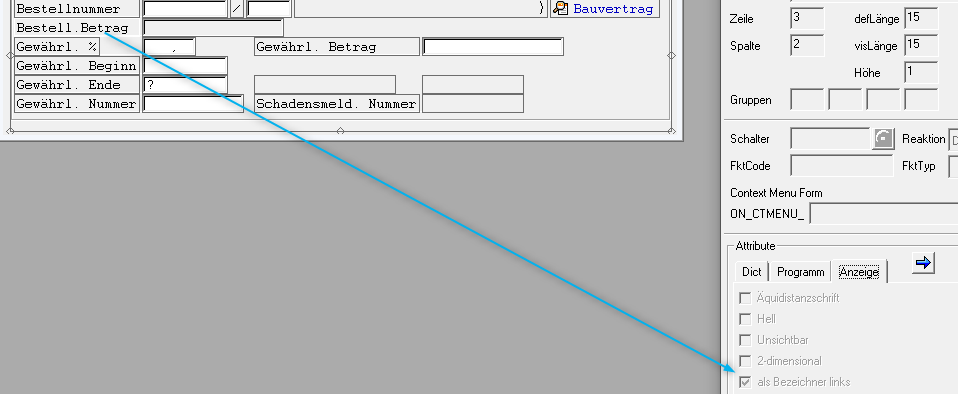 Bestellnummer / ) Bauvertrag
Bestell.Betrag
Gewährl. % , Gewährl. Betrag
Gewährl. Beginn
Gewährl. Ende ?
Gewährl. Nummer Schadensmeld. Nummer
Zeile 3 defLänge 15
Spalte 2 visLänge 15
Höhe 1
Gruppen
Schalter Reaktion D
FktCode FktTyp
Context Menu Form
ON_CTMENU_
Attribute
Dict Programm Anzeige
Äquidistanzschrift
Hell
Unsichtbar
2-dimensional
als Bezeichner links